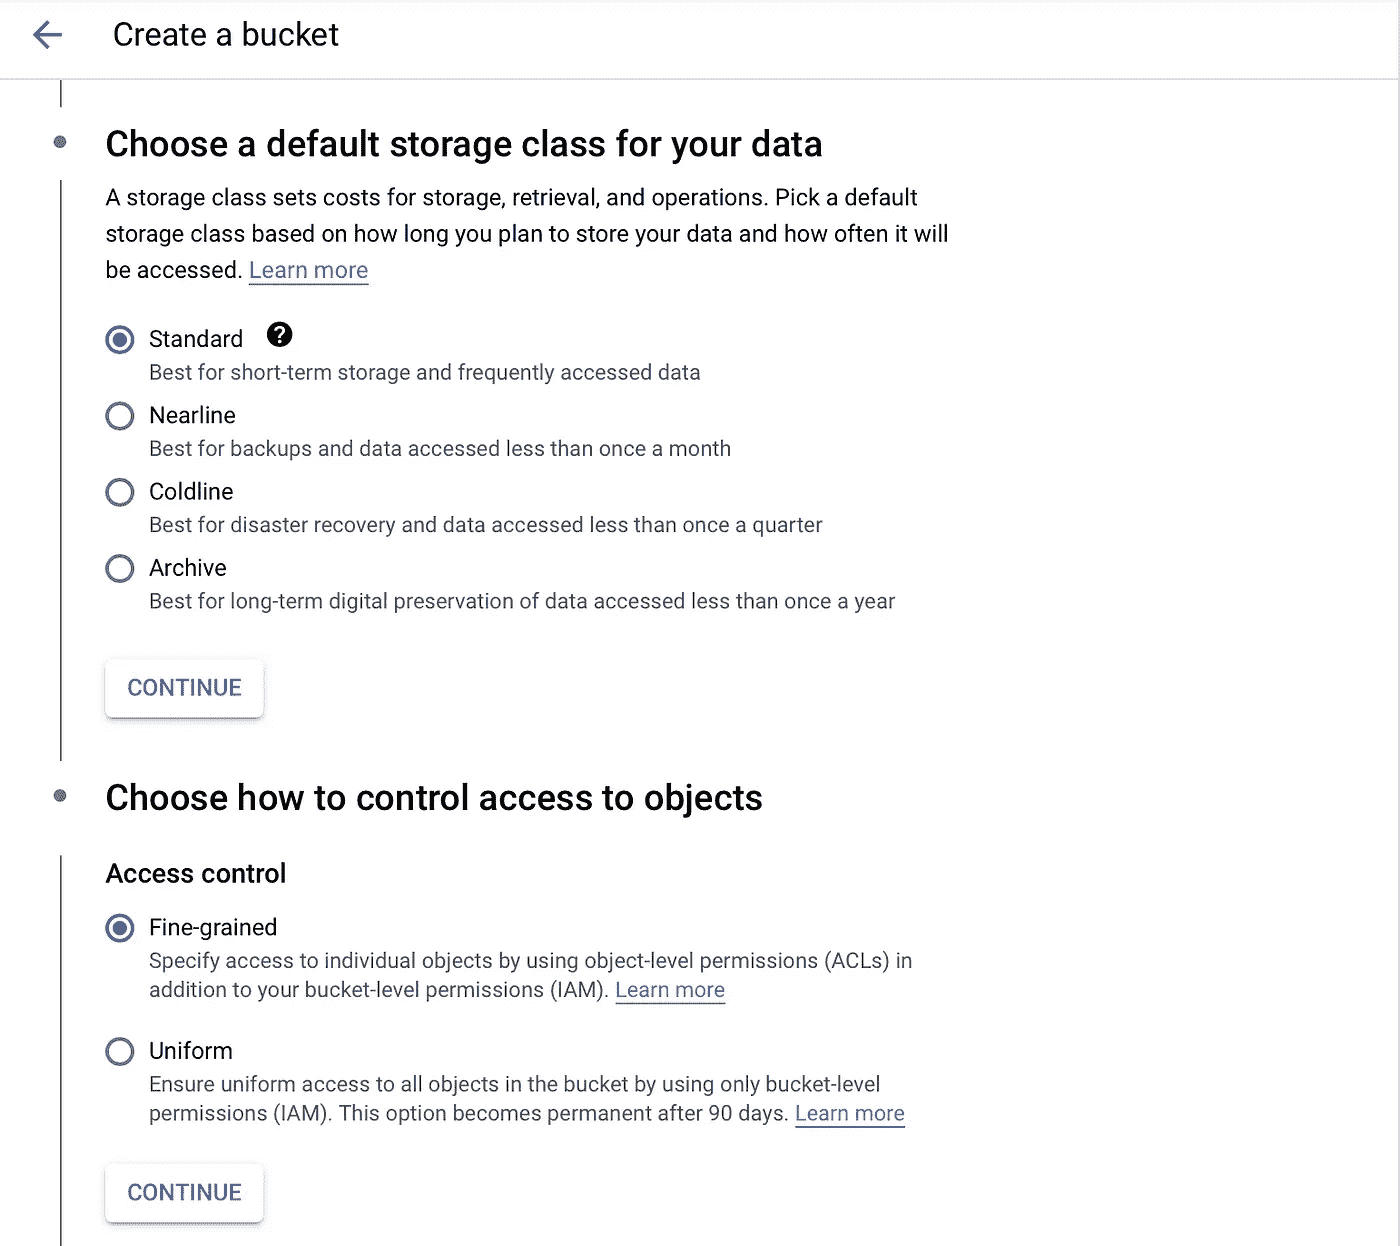 Create a bucket
Choose a default storage class for your data
A storage class sets costs for storage, retrieval, and operations. Pick a default
storage class based on how long you plan to store your data and how often it will
be accessed. Learn more
Standard ?
Best for short-term storage and frequently accessed data
Nearline
Best for backups and data accessed less than once a month
Coldline
Best for disaster recovery and data accessed less than once a quarter
Archive
Best for long-term digital preservation of data accessed less than once a year
CONTINUE
Choose how to control access to objects
Access control
Fine-grained
Specify access to individual objects by using object-level permissions (ACLs) in
addition to your bucket-level permissions (IAM). Learn more
Uniform
Ensure uniform access to all objects in the bucket by using only bucket-level
permissions (IAM). This option becomes permanent after 90 days. Learn more
CONTINUE